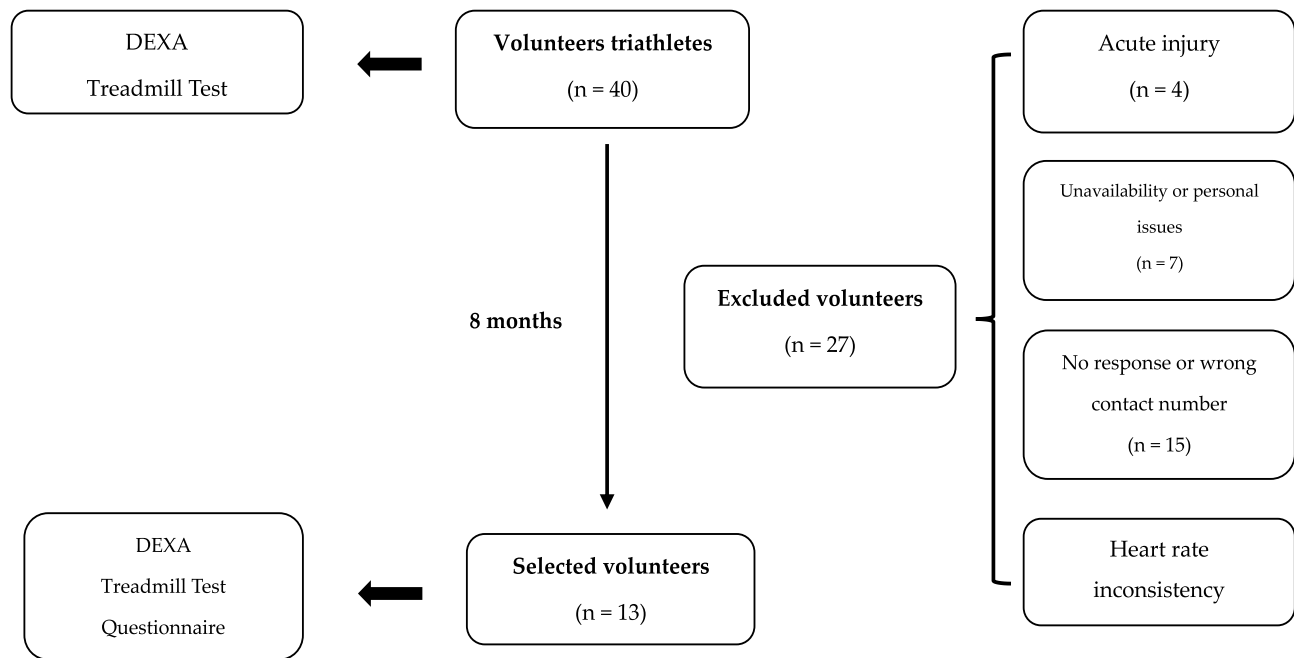 DEXA
Treadmill Test
Volunteers triathletes
(n = 40)
Acute injury
(n = 4)
Unavailability or personal
issues
(n = 7)
Excluded volunteers
(n = 27)
8 months
No response or wrong
contact number
(n = 15)
Heart rate
inconsistency
DEXA
Treadmill Test
Questionnaire
Selected volunteers
(n = 13)